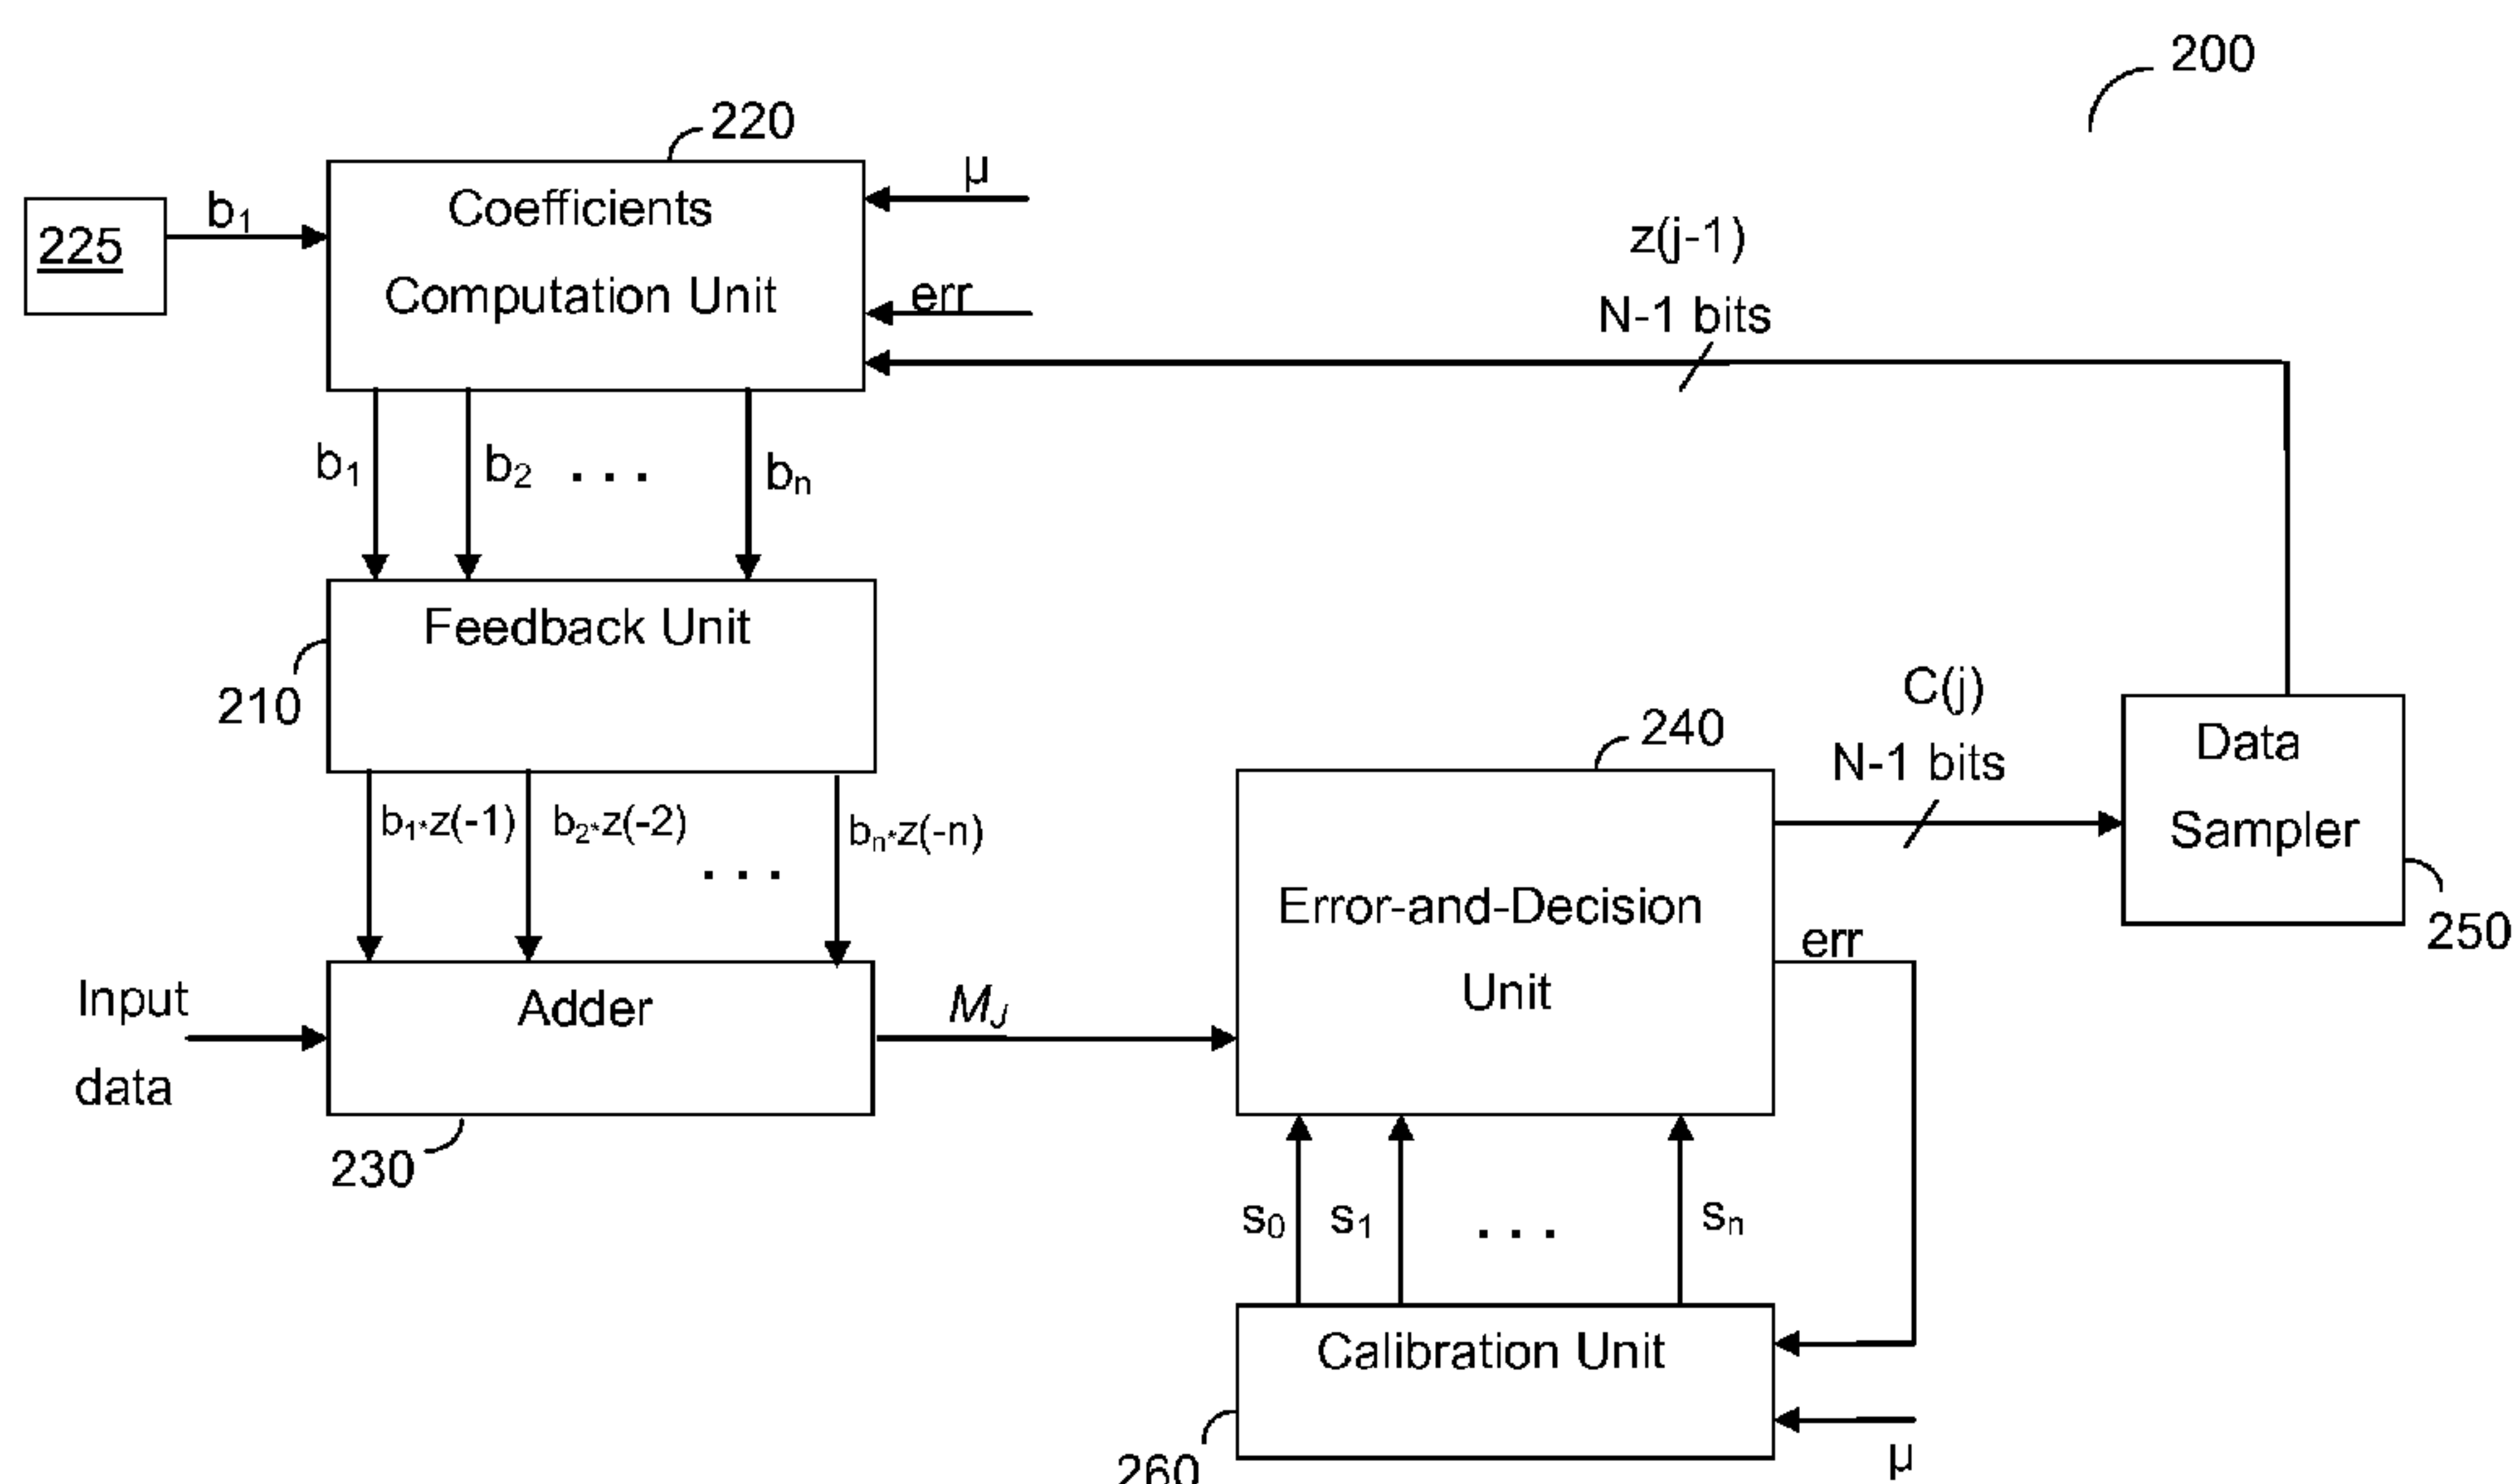 200
220
µ
b1
225
Coefficients
Computation Unit
err
z(j-1)
N-1 bits
b1
b2
...
bn
Feedback Unit
210
b1*z(-1)
b2*z(-2)
...
bn*z(-n)
Input
data
Adder
230
MJ
240
Error-and-Decision
Unit
C(j)
N-1 bits
Data
Sampler
250
err
s0
s1
...
sn
Calibration Unit
260
µ